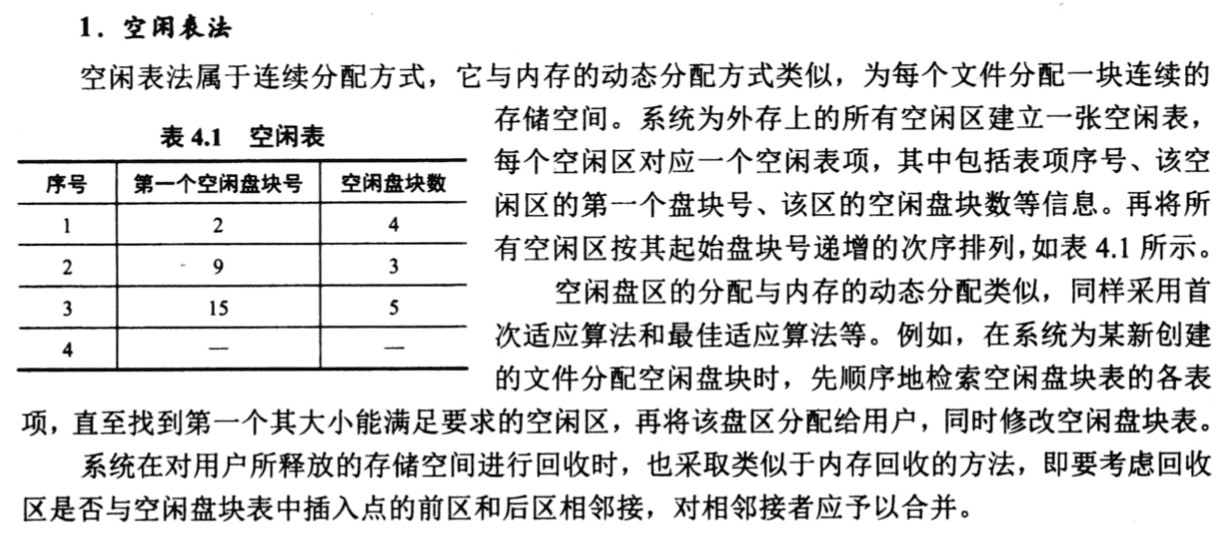 1. 空闲表法
空闲表法属于连续分配方式，它与内存的动态分配方式类似，为每个文件分配一块连续的
存储空间。系统为外存上的所有空闲区建立一张空闲表，
每个空闲区对应一个空闲表项，其中包括表项序号、该空
闲区的第一个盘块号、该区的空闲盘块数等信息。再将所
有空闲区按其起始盘块号递增的次序排列，如表 4.1 所示。
表 4.1 空闲表
序号 第一个空闲盘块号 空闲盘块数
1 2 4
2 9 3
3 15 5
4 — —
空闲盘区的分配与内存的动态分配类似，同样采用首
次适应算法和最佳适应算法等。例如，在系统为某新创建
的文件分配空闲盘块时，先顺序地检索空闲盘块表的各表
项，直至找到第一个其大小能满足要求的空闲区，再将该盘区分配给用户，同时修改空闲盘块表。
系统在对用户所释放的存储空间进行回收时，也采取类似于内存回收的方法，即要考虑回收
区是否与空闲盘块表中插入点的前区和后区相邻接，对相邻接者应予以合并。